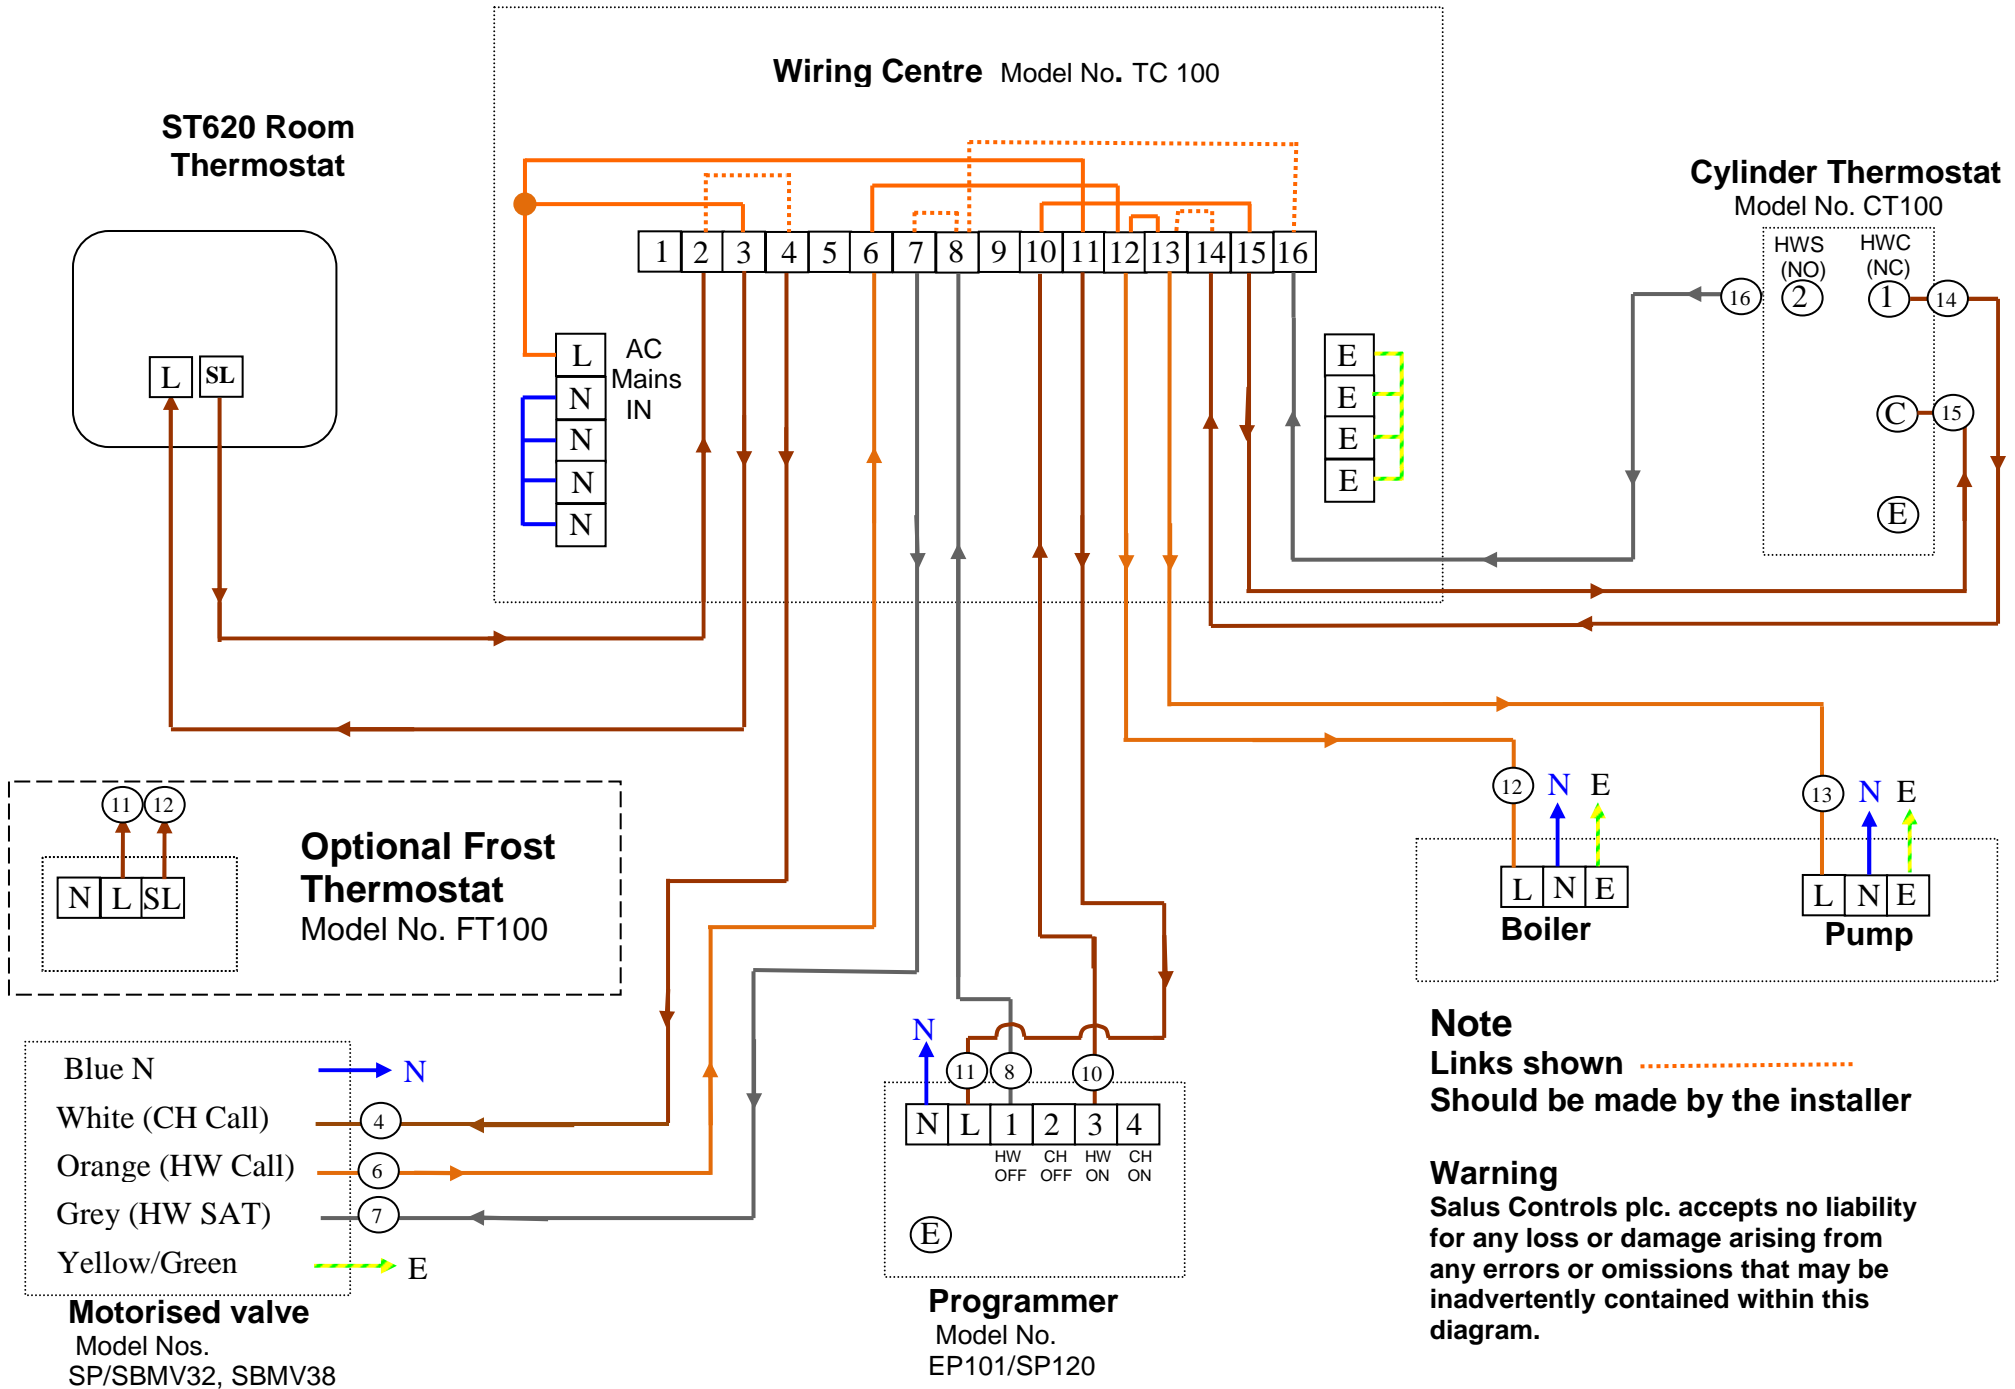 Wiring Centre Model No. TC 100
ST620 Room
Thermostat
L SL
1 2 3 4 5 6 7 8 9 10 11 12 13 14 15 16
L
N
N
N
N
AC
Mains
IN
E
E
E
E
Cylinder Thermostat
Model No. CT100
HWS HWC
(NO) (NC)
16 2 1 14
C 15
E
11 12
N L SL
Optional Frost
Thermostat
Model No. FT100
Blue N N
White (CH Call) 4
Orange (HW Call) 6
Grey (HW SAT) 7
Yellow/Green E
Motorised valve
Model Nos.
SP/SBMV32, SBMV38
N
11 8 10
N L 1 2 3 4
HW CH HW CH
OFF OFF ON ON
E
Programmer
Model No.
EP101/SP120
12 N E
L N E
Boiler
13 N E
L N E
Pump
Note
Links shown
Should be made by the installer
Warning
Salus Controls plc. accepts no liability
for any loss or damage arising from
any errors or omissions that may be
inadvertently contained within this
diagram.